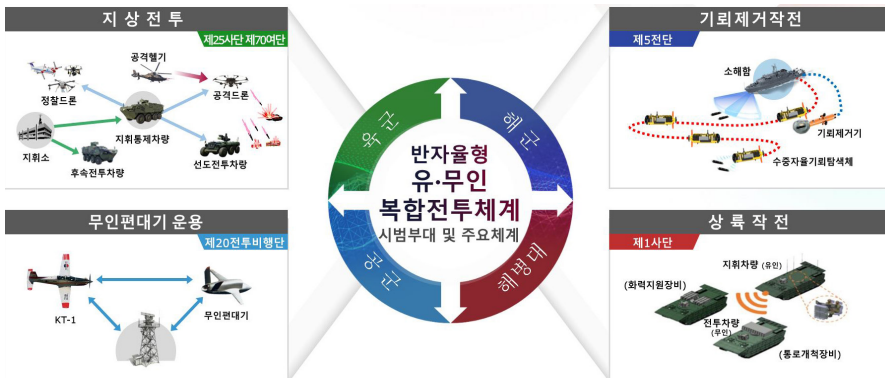 지 상 전 투
제25사단 제70여단
공격헬기
정찰드론
공격드론
지휘통제차량
지휘소
후속전투차량
선도전투차량
기뢰제거작전
제5전단
소해함
기뢰제거기
수중자율기뢰탐색체
육군
해군
공군
해병대
반자율형
유·무인
복합전투체계
시범부대 및 주요체계
무인편대기 운용
제20전투비행단
KT-1
무인편대기
상 륙 작 전
제1사단
지휘차량 (유인)
(화력지원장비)
전투차량
(무인)
(통로개척장비)